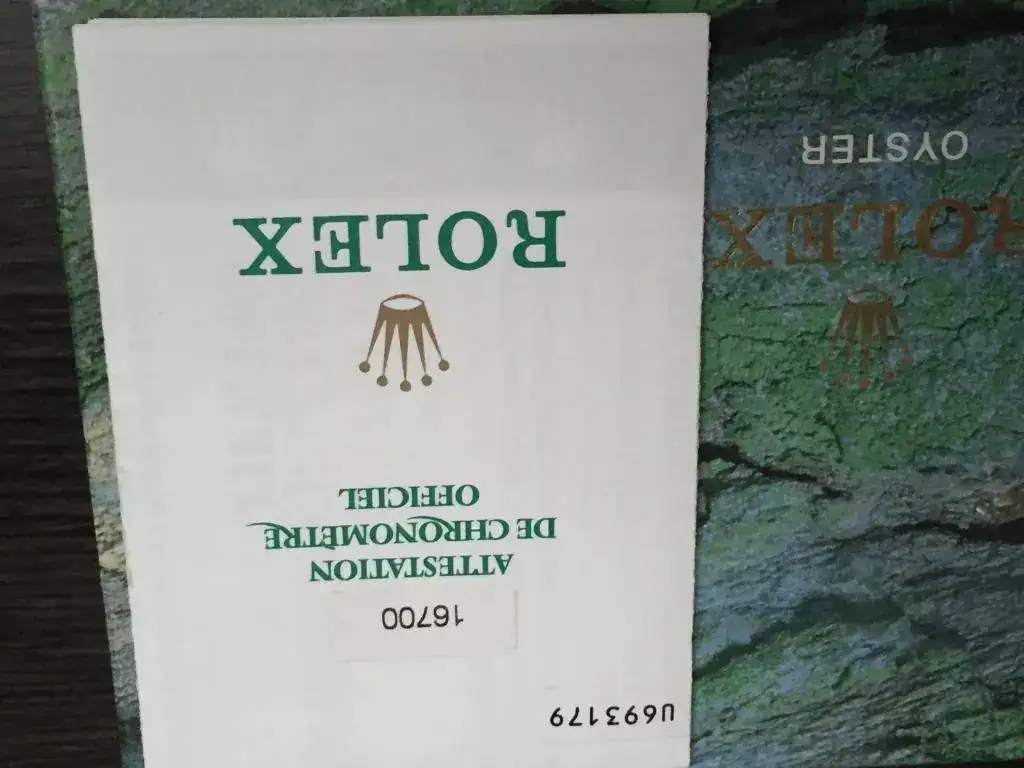 U693179
16700
ATTESTATION
DE CHRONOMÈTRE
OFFICIEL
ROLEX
ROLEX
OYSTER